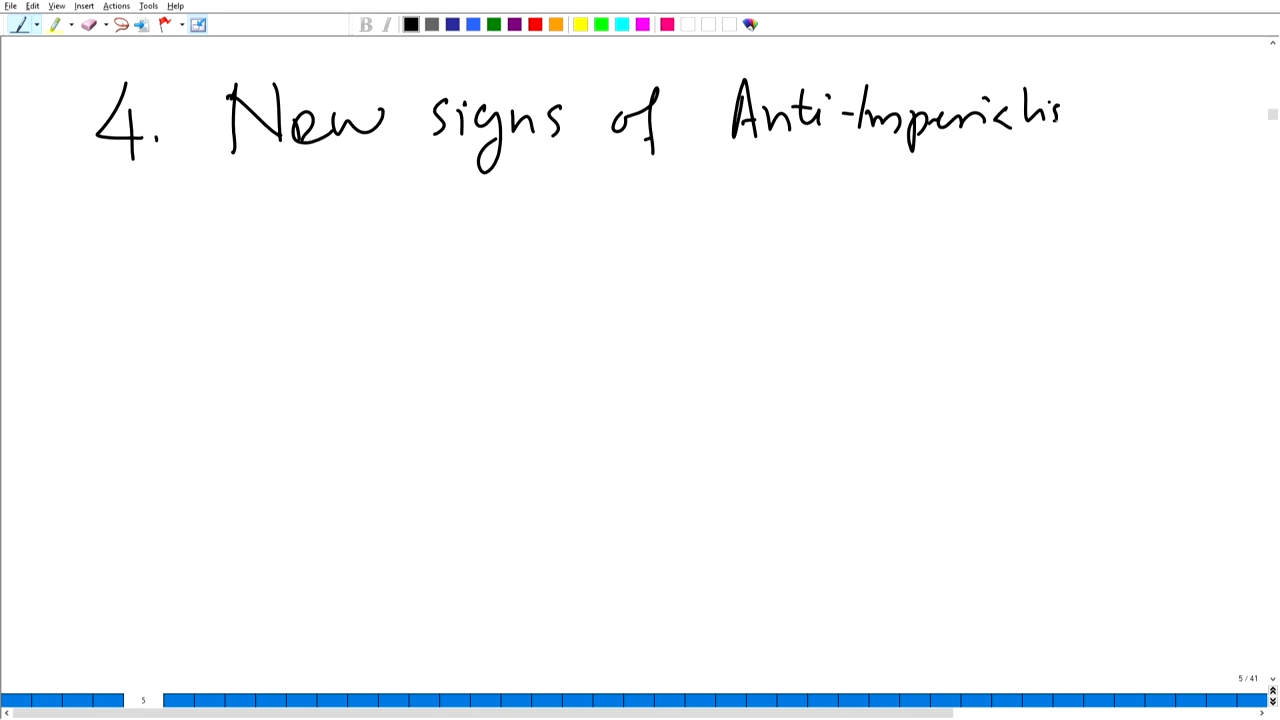 File Edit View Insert Actions Tools Help
B I
4. New signs of Anti-Imperialis
5 / 41
5